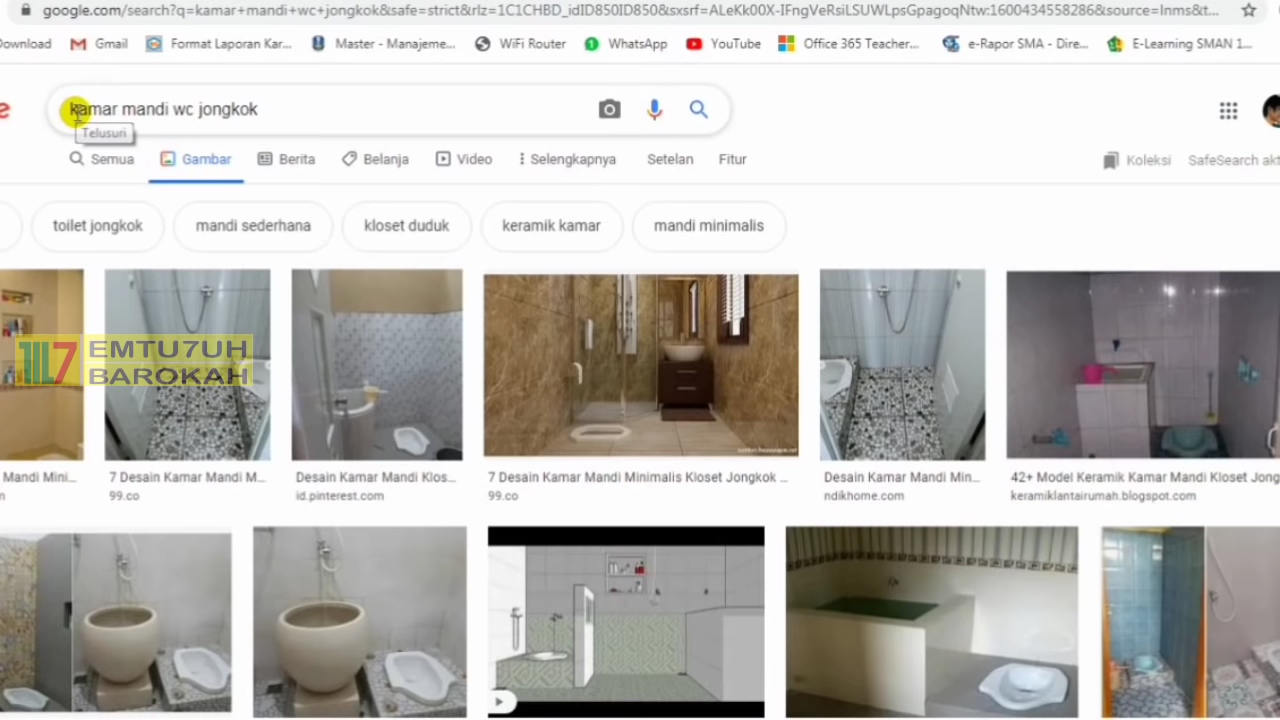 google.com/search?q=kamar+mandi+wc+jongkok&safe=strict&rlz=1C1CHBD_idID850ID850&sxsrf=ALeKk00X-IFngVeRsiLSUWLpsGpagoqNtw:1600434558286&source=lnms&t...
Download Gmail Format Laporan Kar... Master - Manajeme... WiFi Router WhatsApp YouTube Office 365 Teacher... e-Rapor SMA - Dire... E-Learning SMAN 1...
kamar mandi wc jongkok
Telusuri
Semua Gambar Berita Belanja Video Selengkapnya Setelan Fitur Koleksi SafeSearch akt
toilet jongkok mandi sederhana kloset duduk keramik kamar mandi minimalis
EMTU7UH
BAROKAH
Mandi Mini... 7 Desain Kamar Mandi M... Desain Kamar Mandi Klos... 7 Desain Kamar Mandi Minimalis Kloset Jongkok ... Desain Kamar Mandi Min... 42+ Model Keramik Kamar Mandi Kloset Jong
99.co id.pinterest.com 99.co ndikhome.com keramiklantairumah.blogspot.com